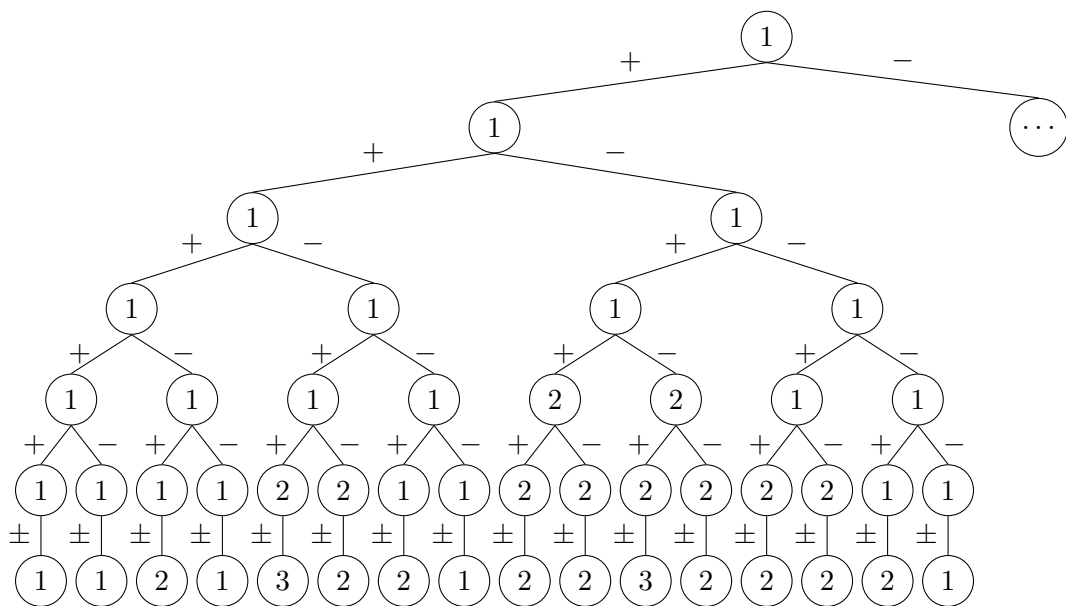 1
+ −
1 ⋯
+ −
1 1
+ − + −
1 1 1 1
+ − + − + − + −
1 1 1 1 2 2 1 1
+ − + − + − + − + − + − + − + −
1 1 1 1 2 2 1 1 2 2 2 2 2 2 1 1
± ± ± ± ± ± ± ± ± ± ± ± ± ± ± ±
1 1 2 1 3 2 2 1 2 2 3 2 2 2 2 1